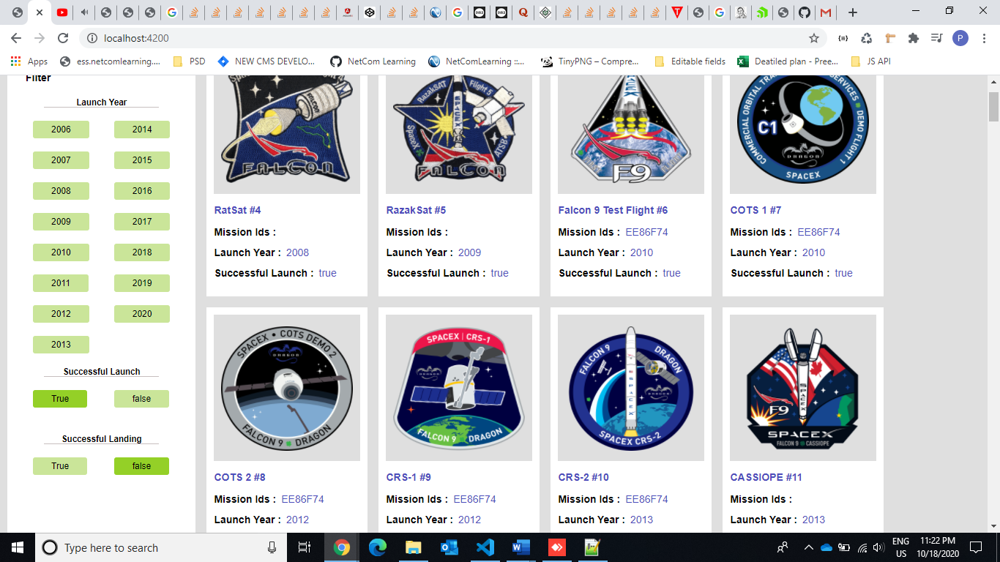 localhost:4200
P
Apps
ess.netcomlearning....
PSD
NEW CMS DEVELO...
NetCom Learning
NetComLearning ::...
TinyPNG – Compre...
Editable fields
Deatiled plan - Pree...
JS API
Filter
Launch Year
2006 2014
2007 2015
2008 2016
2009 2017
2010 2018
2011 2019
2012 2020
2013
Successful Launch
True false
Successful Landing
True false
FALCON
FALCON
RatSat #4
Mission Ids :
Launch Year : 2008
Successful Launch : true
RazakSAT
Flight 5
SPACEX
SpaceX
ATSB
FALCON
RazakSat #5
Mission Ids :
Launch Year : 2009
Successful Launch : true
F9
Falcon 9 Test Flight #6
Mission Ids : EE86F74
Launch Year : 2010
Successful Launch : true
COMMERCIAL ORBITAL
SERVICES
DEMO FLIGHT 1
C1
DRAGON
SPACEX
COTS 1 #7
Mission Ids : EE86F74
Launch Year : 2010
Successful Launch : true
SPACEX • COTS DEMO 2
DRAGON
FALCON 9 DRAGON
COTS 2 #8
Mission Ids : EE86F74
Launch Year : 2012
SPACEX | CRS-1
DRAGON
FALCON 9 DRAGON
CRS-1 #9
Mission Ids : EE86F74
Launch Year : 2012
FALCON 9
DRAGON
SPACEX
DRAGON
SPACEX CRS-2
CRS-2 #10
Mission Ids : EE86F74
Launch Year : 2013
SPACEX
F9
SPACEX
FALCON 9 CASSIOPE
CASSIOPE #11
Mission Ids :
Launch Year : 2013
Type here to search
ENG
US
11:22 PM
10/18/2020